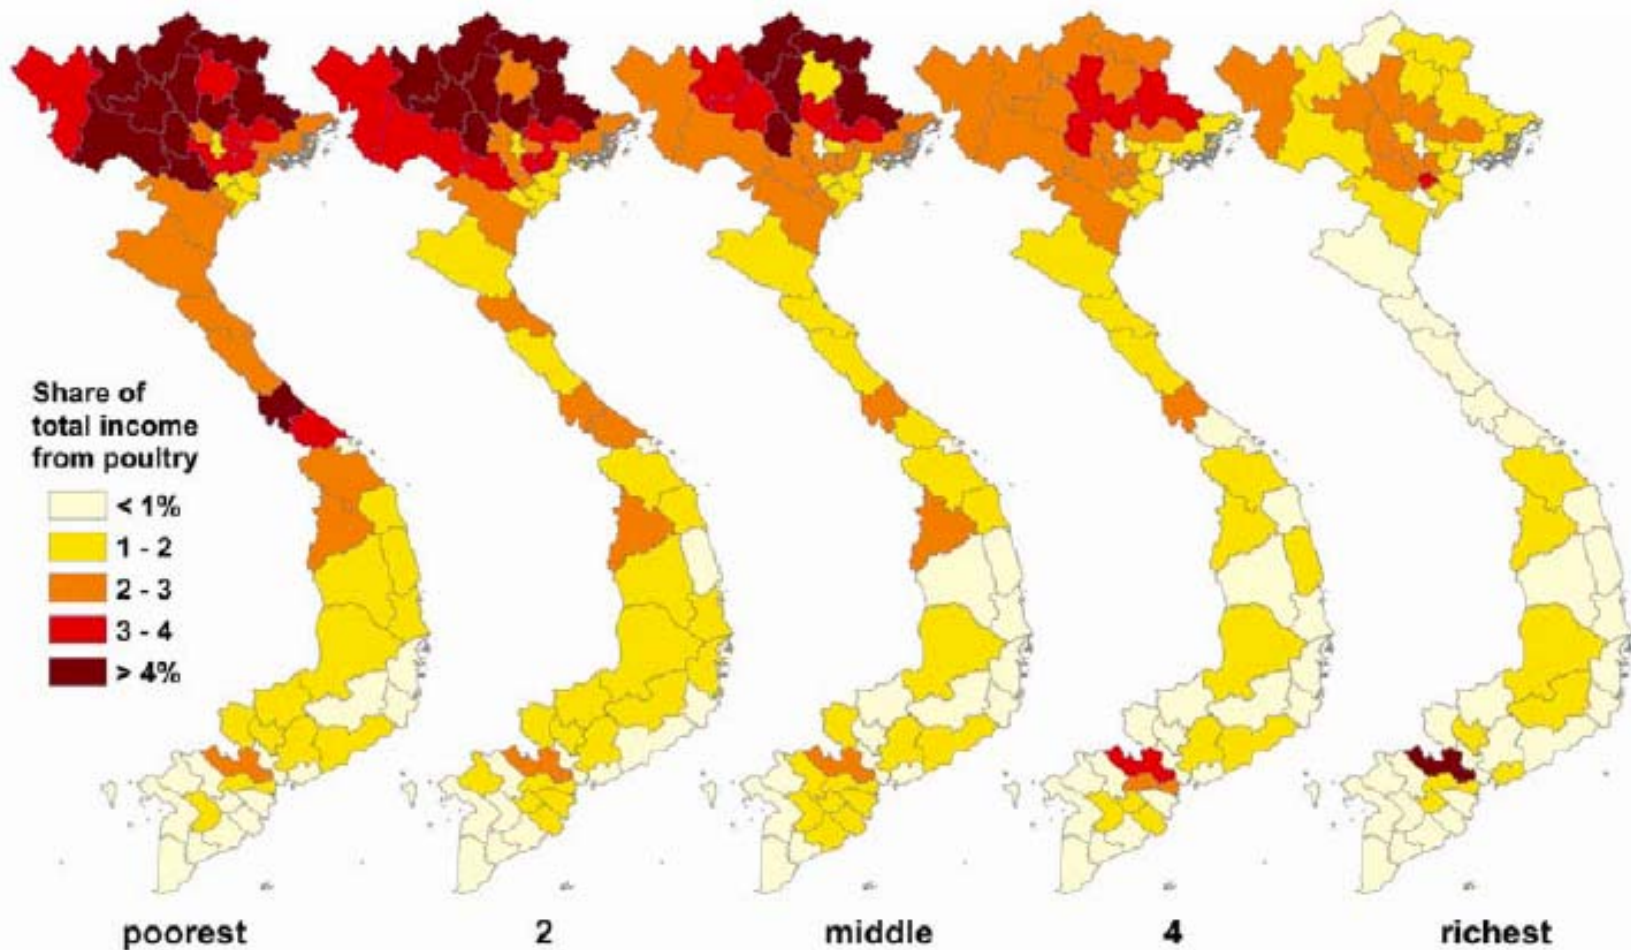 Share of
total income
from poultry
< 1%
1 - 2
2 - 3
3 - 4
> 4%
poorest 2 middle 4 richest